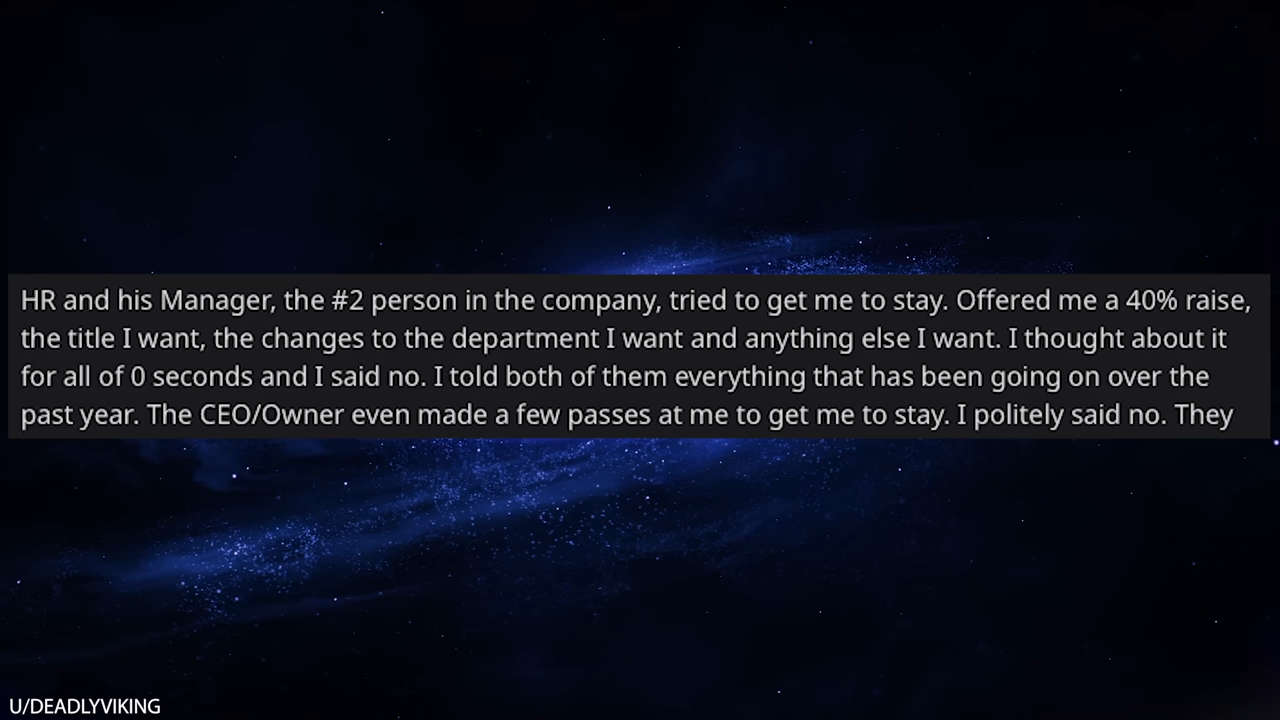 HR and his Manager, the #2 person in the company, tried to get me to stay. Offered me a 40% raise,
the title I want, the changes to the department I want and anything else I want. I thought about it
for all of 0 seconds and I said no. I told both of them everything that has been going on over the
past year. The CEO/Owner even made a few passes at me to get me to stay. I politely said no. They
U/DEADLYVIKING